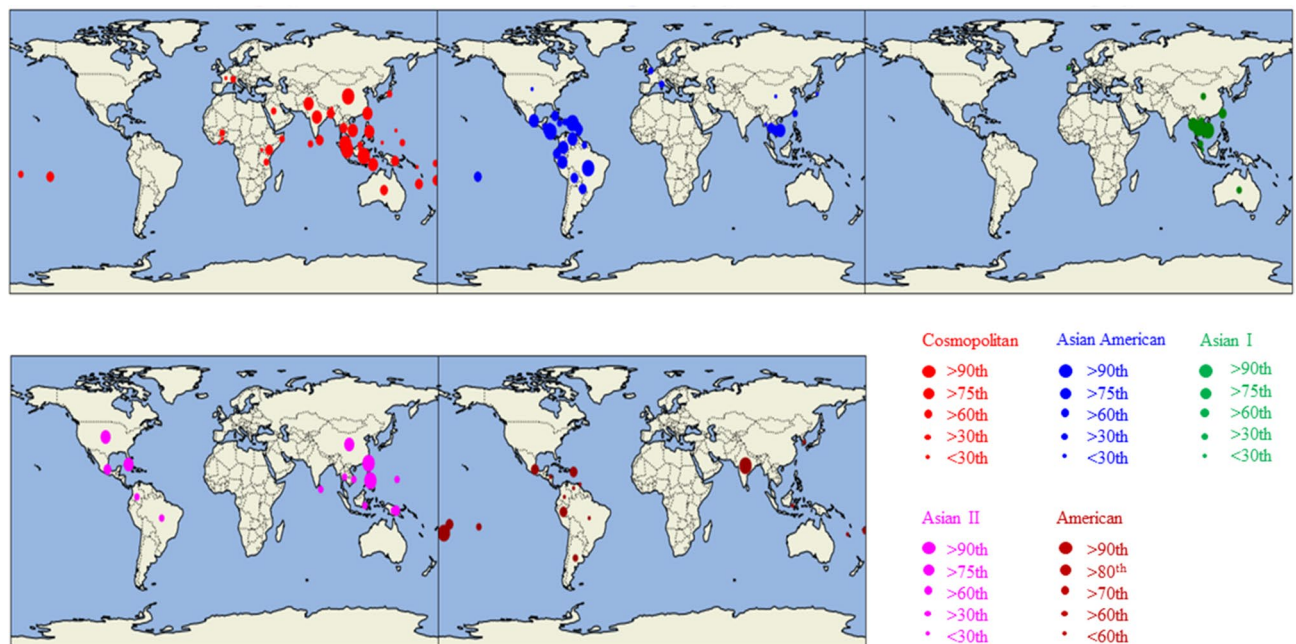 Cosmopolitan Asian American Asian I
>90th >90th >90th
>75th >75th >75th
>60th >60th >60th
>30th >30th >30th
<30th <30th <30th
Asian II American
>90th >90th
>75th >80th
>60th >70th
>30th >60th
<30th <60th